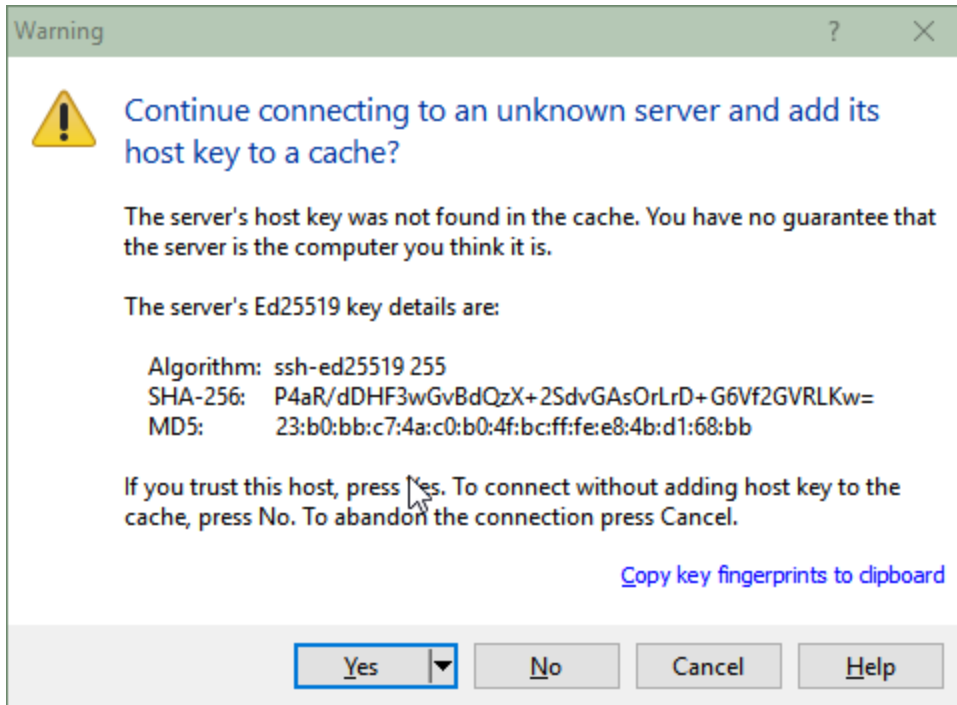 Warning
Continue connecting to an unknown server and add its
host key to a cache?
The server's host key was not found in the cache. You have no guarantee that
the server is the computer you think it is.
The server's Ed25519 key details are:
Algorithm: ssh-ed25519 255
SHA-256: P4aR/dDHF3wGvBdQzX+2SdvGAsOrLrD+G6Vf2GVRLKw=
MD5: 23:b0:bb:c7:4a:c0:b0:4f:bc:ff:fe:e8:4b:d1:68:bb
If you trust this host, press Yes. To connect without adding host key to the
cache, press No. To abandon the connection press Cancel.
Copy key fingerprints to clipboard
Yes No Cancel Help